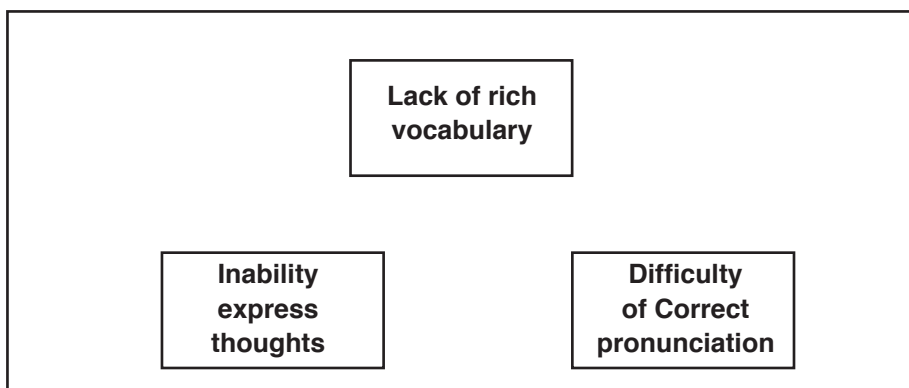 Lack of rich
vocabulary
Inability
express
thoughts
Difficulty
of Correct
pronunciation